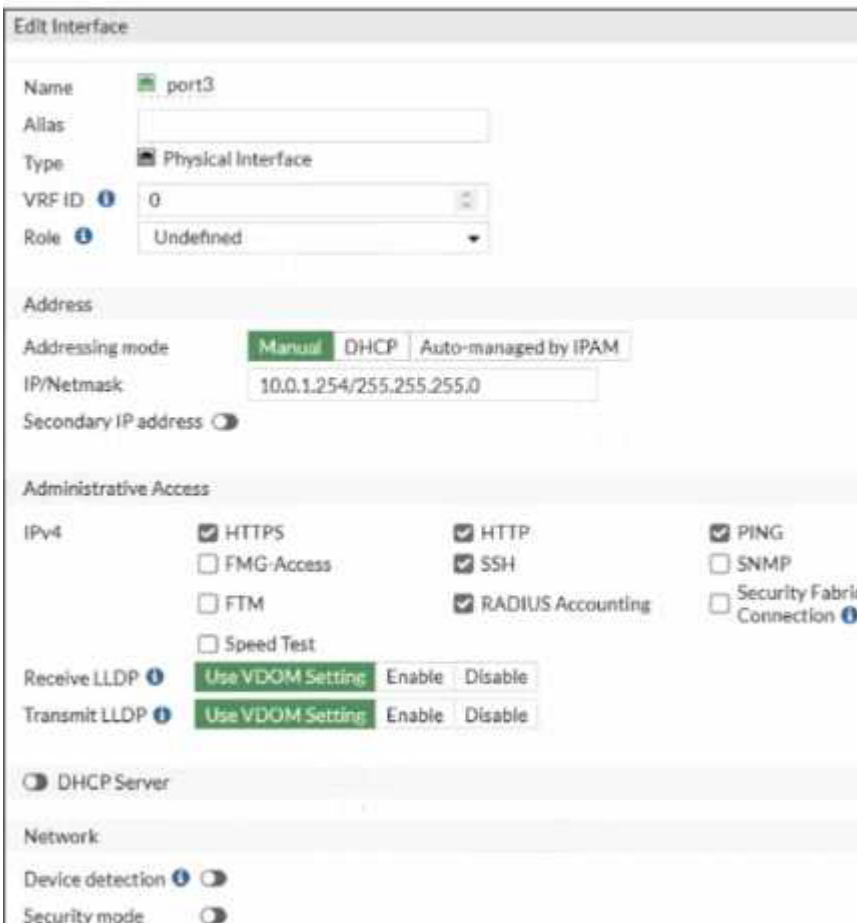 Edit Interface
Name port3
Alias
Type Physical Interface
VRF ID 0
Role Undefined
Address
Addressing mode Manual DHCP Auto-managed by IPAM
IP/Netmask 10.0.1.254/255.255.255.0
Secondary IP address
Administrative Access
IPv4 HTTPS HTTP PING
FMG-Access SSH SNMP
FTM RADIUS Accounting Security Fabric
Connection
Speed Test
Receive LLDP Use VDOM Setting Enable Disable
Transmit LLDP Use VDOM Setting Enable Disable
DHCP Server
Network
Device detection
Security mode